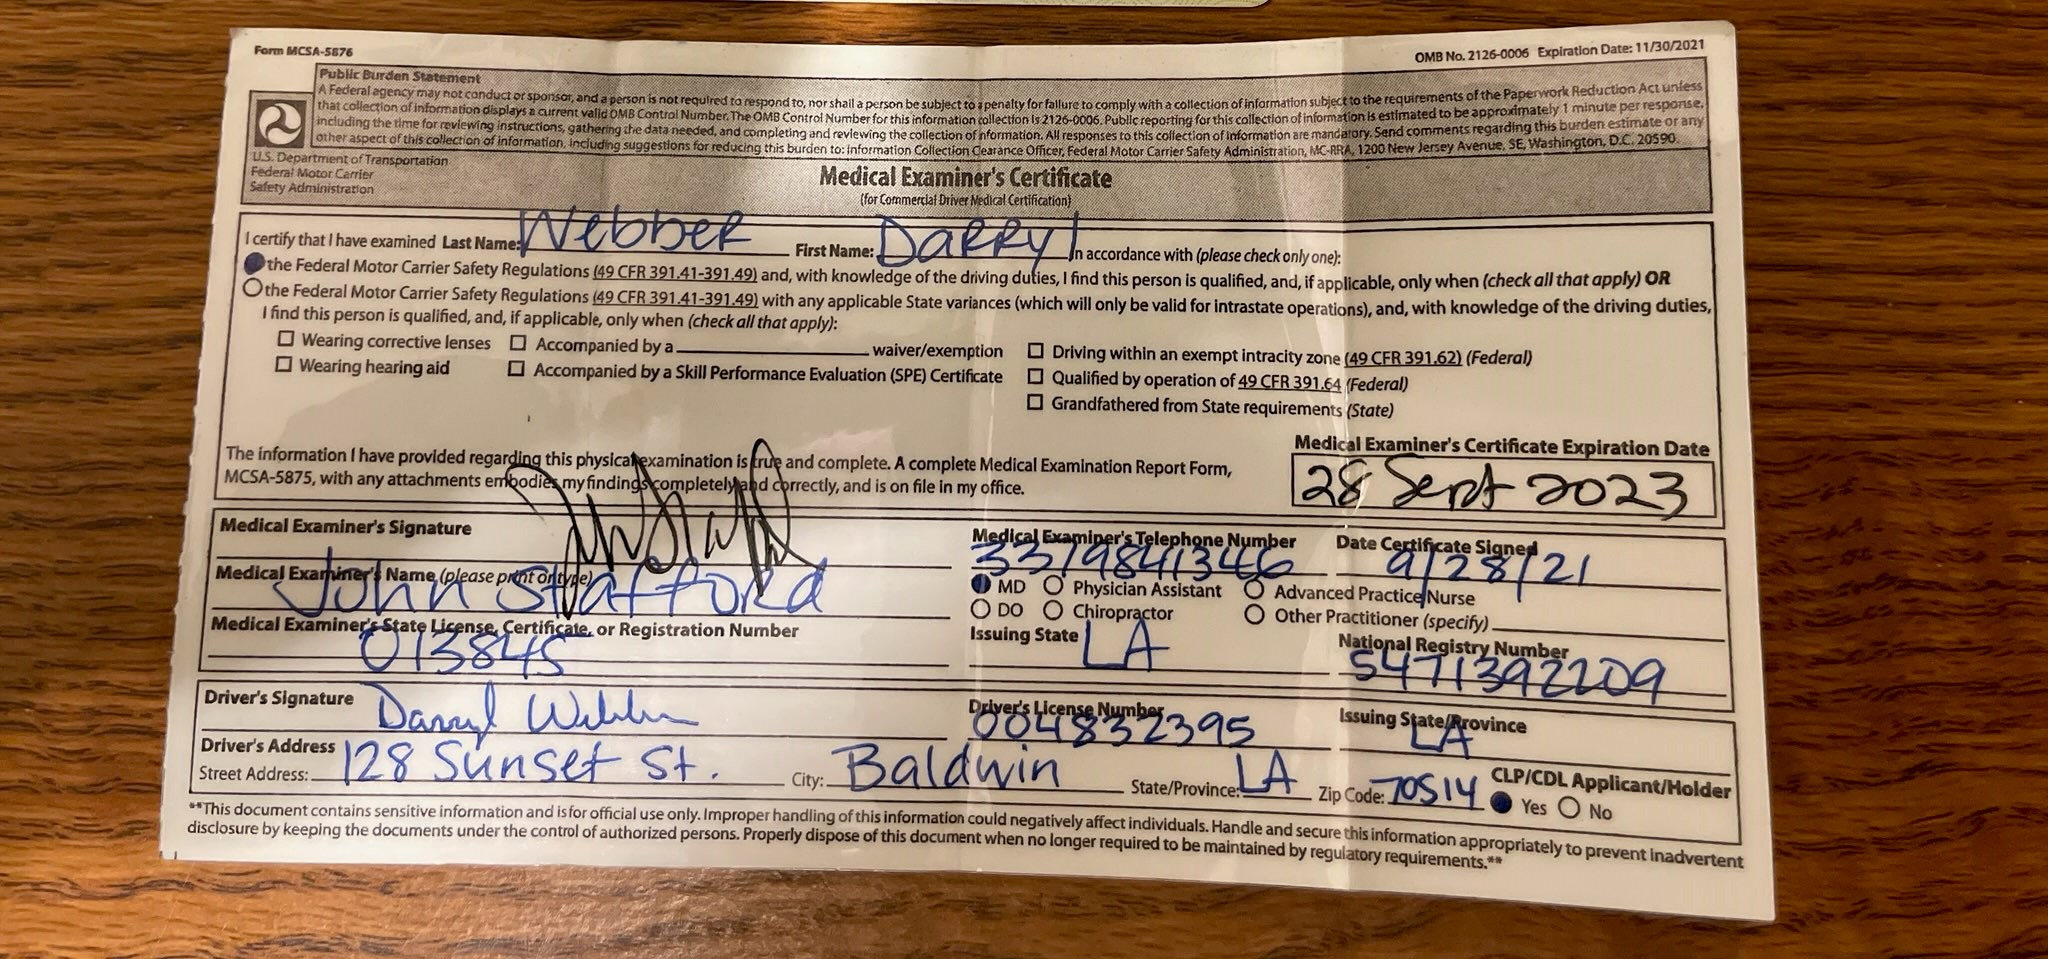 Form MCSA-5876
OMB No. 2126-0006 Expiration Date: 11/30/2021
Public Burden Statement
A Federal agency may not conduct or sponsor, and a person is not required to respond to, nor shall a person be subject to a penalty for failure to comply with a collection of information subject to the requirements of the Paperwork Reduction Act unless
that collection of information displays a current valid OMB Control Number. The OMB Control Number for this information collection is 2126-0006. Public reporting for this collection of information is estimated to be approximately 1 minute per response,
including the time for reviewing instructions, gathering the data needed, and completing and reviewing the collection of information. All responses to this collection of information are mandatory. Send comments regarding this burden estimate or any
other aspect of this collection of information, including suggestions for reducing this burden to: Information Collection Clearance Officer, Federal Motor Carrier Safety Administration, MC-RRA, 1200 New Jersey Avenue, SE, Washington, D.C. 20590.
U.S. Department of Transportation
Federal Motor Carrier
Safety Administration
Medical Examiner's Certificate
(for Commercial Driver Medical Certification)
I certify that I have examined Last Name: Webber First Name: Darryl in accordance with (please check only one):
the Federal Motor Carrier Safety Regulations (49 CFR 391.41-391.49) and, with knowledge of the driving duties, I find this person is qualified, and, if applicable, only when (check all that apply) OR
the Federal Motor Carrier Safety Regulations (49 CFR 391.41-391.49) with any applicable State variances (which will only be valid for intrastate operations), and, with knowledge of the driving duties,
I find this person is qualified, and, if applicable, only when (check all that apply):
Wearing corrective lenses Accompanied by a waiver/exemption Driving within an exempt intracity zone (49 CFR 391.62) (Federal)
Wearing hearing aid Accompanied by a Skill Performance Evaluation (SPE) Certificate Qualified by operation of 49 CFR 391.64 (Federal)
Grandfathered from State requirements (State)
The information I have provided regarding this physical examination is true and complete. A complete Medical Examination Report Form,
MCSA-5875, with any attachments embodies my findings completely and correctly, and is on file in my office.
Medical Examiner's Certificate Expiration Date
28 Sept 2023
Medical Examiner's Signature
Medical Examiner's Telephone Number
3379841346
Date Certificate Signed
9/28/21
Medical Examiner's Name (please print or type)
John Stafford
MD Physician Assistant Advanced Practice Nurse
DO Chiropractor Other Practitioner (specify)
Medical Examiner's State License, Certificate, or Registration Number
013845
Issuing State
LA
National Registry Number
5471392209
Driver's Signature
Darryl Webber
Driver's License Number
004832395
Issuing State/Province
LA
Driver's Address
Street Address: 128 Sunset St. City: Baldwin State/Province: LA Zip Code: 70514
CLP/CDL Applicant/Holder
Yes No
**This document contains sensitive information and is for official use only. Improper handling of this information could negatively affect individuals. Handle and secure this information appropriately to prevent inadvertent
disclosure by keeping the documents under the control of authorized persons. Properly dispose of this document when no longer required to be maintained by regulatory requirements.**